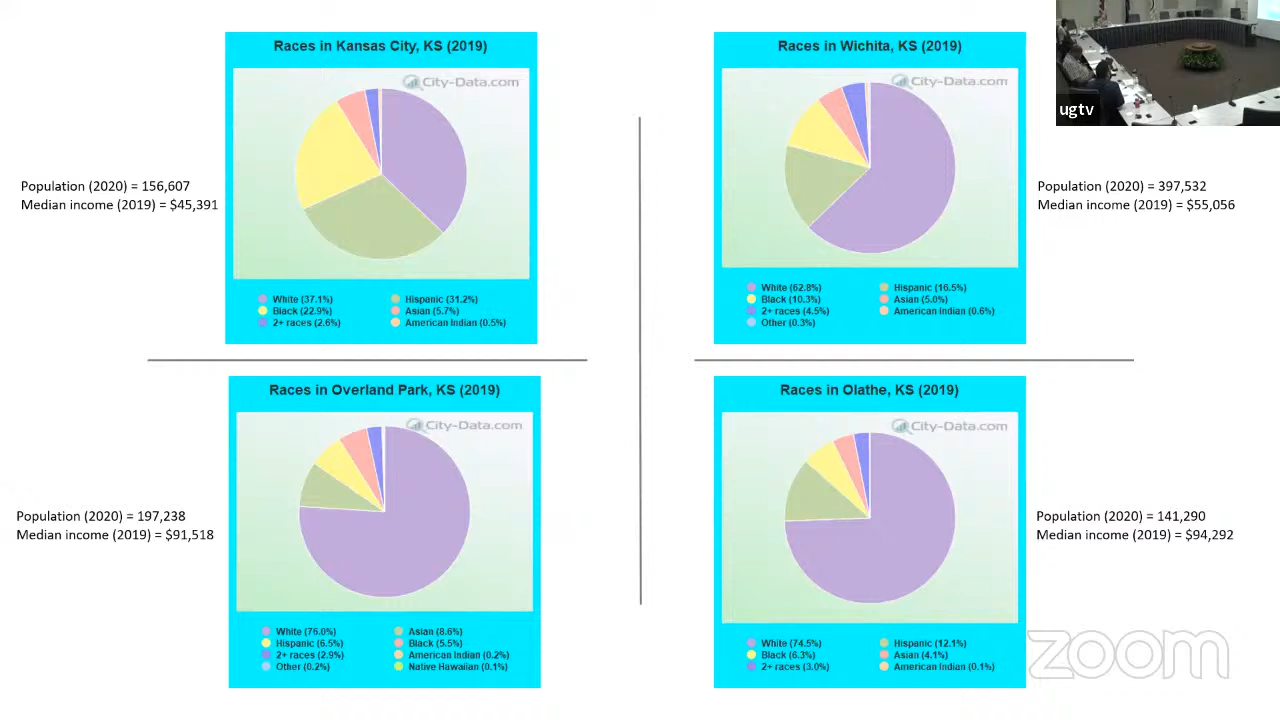 Races in Kansas City, KS (2019)
City-Data.com
Population (2020) = 156,607
Median income (2019) = $45,391
White (37.1%) Hispanic (31.2%)
Black (22.9%) Asian (5.7%)
2+ races (2.6%) American Indian (0.5%)
Races in Wichita, KS (2019)
City-Data.com
ugtv
Population (2020) = 397,532
Median income (2019) = $55,056
White (62.8%) Hispanic (16.5%)
Black (10.3%) Asian (5.0%)
2+ races (4.5%) American Indian (0.6%)
Other (0.3%)
Races in Overland Park, KS (2019)
City-Data.com
Population (2020) = 197,238
Median income (2019) = $91,518
White (76.0%) Asian (8.6%)
Hispanic (6.5%) Black (5.5%)
2+ races (2.9%) American Indian (0.2%)
Other (0.2%) Native Hawaiian (0.1%)
Races in Olathe, KS (2019)
City-Data.com
Population (2020) = 141,290
Median income (2019) = $94,292
White (74.5%) Hispanic (12.1%)
Black (6.3%) Asian (4.1%)
2+ races (3.0%) American Indian (0.1%)
zoom